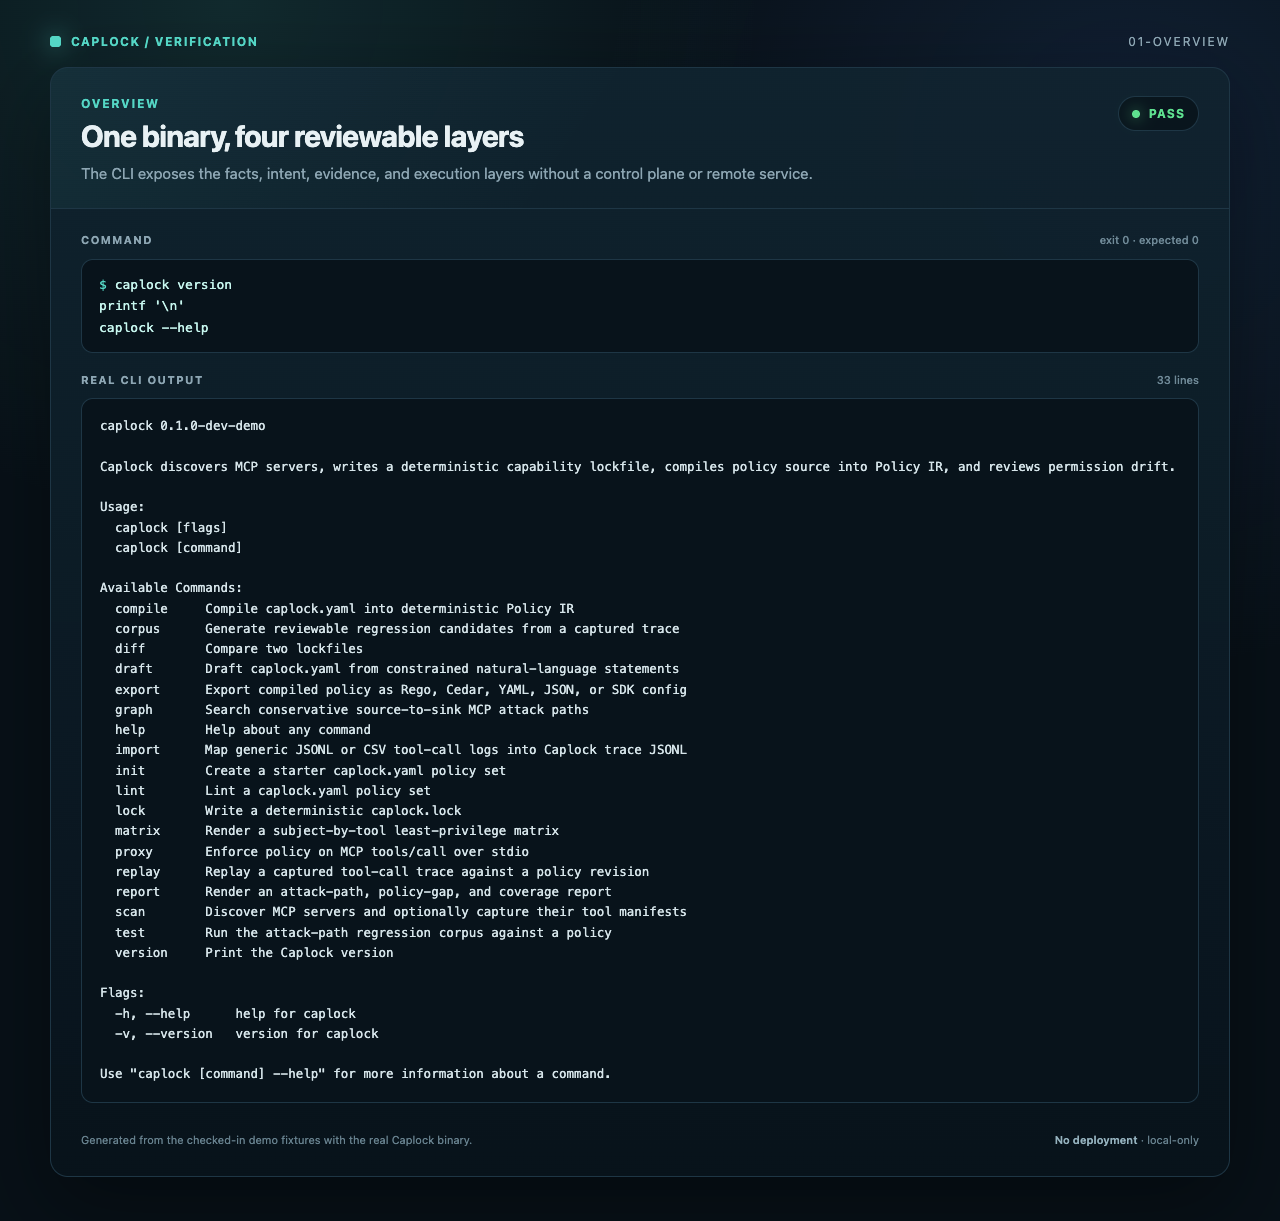 CAPLOCK / VERIFICATION
01-OVERVIEW
OVERVIEW
One binary, four reviewable layers
PASS
The CLI exposes the facts, intent, evidence, and execution layers without a control plane or remote service.
COMMAND
exit 0 · expected 0
$ caplock version
printf '\n'
caplock --help
REAL CLI OUTPUT
33 lines
caplock 0.1.0-dev-demo
Caplock discovers MCP servers, writes a deterministic capability lockfile, compiles policy source into Policy IR, and reviews permission drift.
Usage:
  caplock [flags]
  caplock [command]
Available Commands:
  compile     Compile caplock.yaml into deterministic Policy IR
  corpus      Generate reviewable regression candidates from a captured trace
  diff        Compare two lockfiles
  draft       Draft caplock.yaml from constrained natural-language statements
  export      Export compiled policy as Rego, Cedar, YAML, JSON, or SDK config
  graph       Search conservative source-to-sink MCP attack paths
  help        Help about any command
  import      Map generic JSONL or CSV tool-call logs into Caplock trace JSONL
  init        Create a starter caplock.yaml policy set
  lint        Lint a caplock.yaml policy set
  lock        Write a deterministic caplock.lock
  matrix      Render a subject-by-tool least-privilege matrix
  proxy       Enforce policy on MCP tools/call over stdio
  replay      Replay a captured tool-call trace against a policy revision
  report      Render an attack-path, policy-gap, and coverage report
  scan        Discover MCP servers and optionally capture their tool manifests
  test        Run the attack-path regression corpus against a policy
  version     Print the Caplock version
Flags:
  -h, --help      help for caplock
  -v, --version   version for caplock
Use "caplock [command] --help" for more information about a command.
Generated from the checked-in demo fixtures with the real Caplock binary.
No deployment · local-only